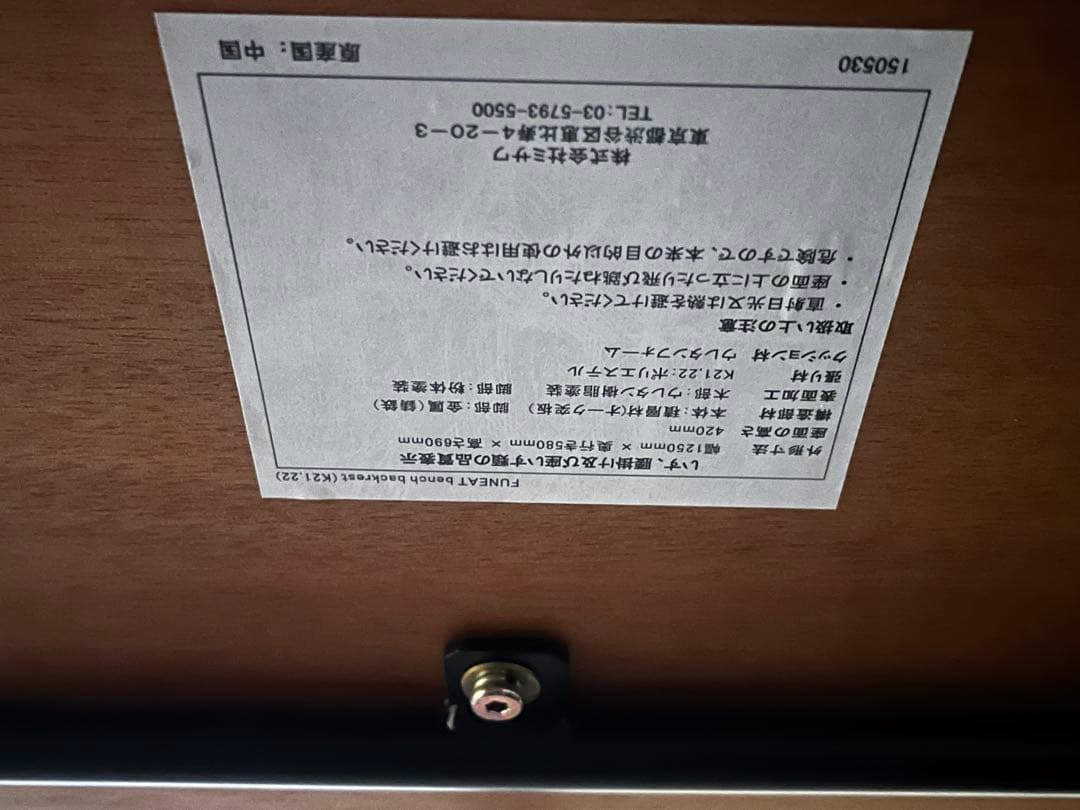 FUNEAT bench backrest (K21,22)
いす、腰掛け及び座いす類の品質表示
外形寸法 幅1250mm × 奥行き580mm × 高さ690mm
座面の高さ 420mm
構造部材 本体:積層材(オーク突板) 脚部:金属(鋳鉄)
表面加工 木部:ウレタン樹脂塗装 脚部:粉体塗装
張り材 K21,22:ポリエステル
クッション材 ウレタンフォーム
取扱い上の注意
・直射日光又は熱を避けてください。
・座面の上に立ったり飛び跳ねたりしないでください。
・危険ですので、本来の目的以外の使用はお避けください。
株式会社ミサワ
東京都渋谷区恵比寿4-20-3
TEL:03-5793-5500
150530 原産国:中国